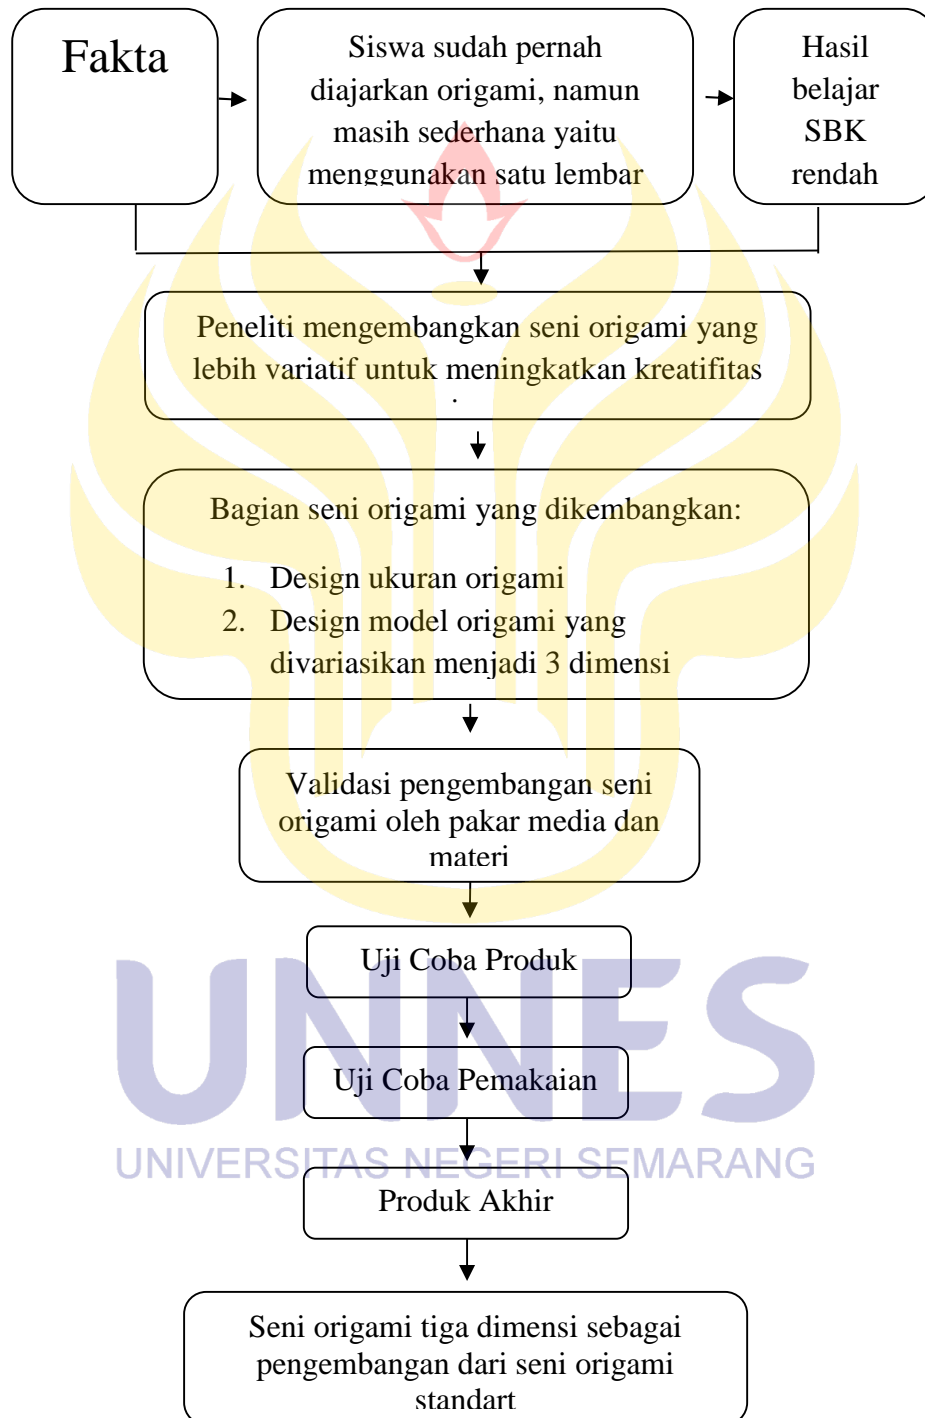 Fakta
Siswa sudah pernah
diajarkan origami, namun
masih sederhana yaitu
menggunakan satu lembar
Hasil
belajar
SBK
rendah
Peneliti mengembangkan seni origami yang
lebih variatif untuk meningkatkan kreatifitas
Bagian seni origami yang dikembangkan:
1. Design ukuran origami
2. Design model origami yang
divariasikan menjadi 3 dimensi
Validasi pengembangan seni
origami oleh pakar media dan
materi
Uji Coba Produk
UNNES
Uji Coba Pemakaian
UNIVERSITAS NEGERI SEMARANG
Produk Akhir
Seni origami tiga dimensi sebagai
pengembangan dari seni origami
standart